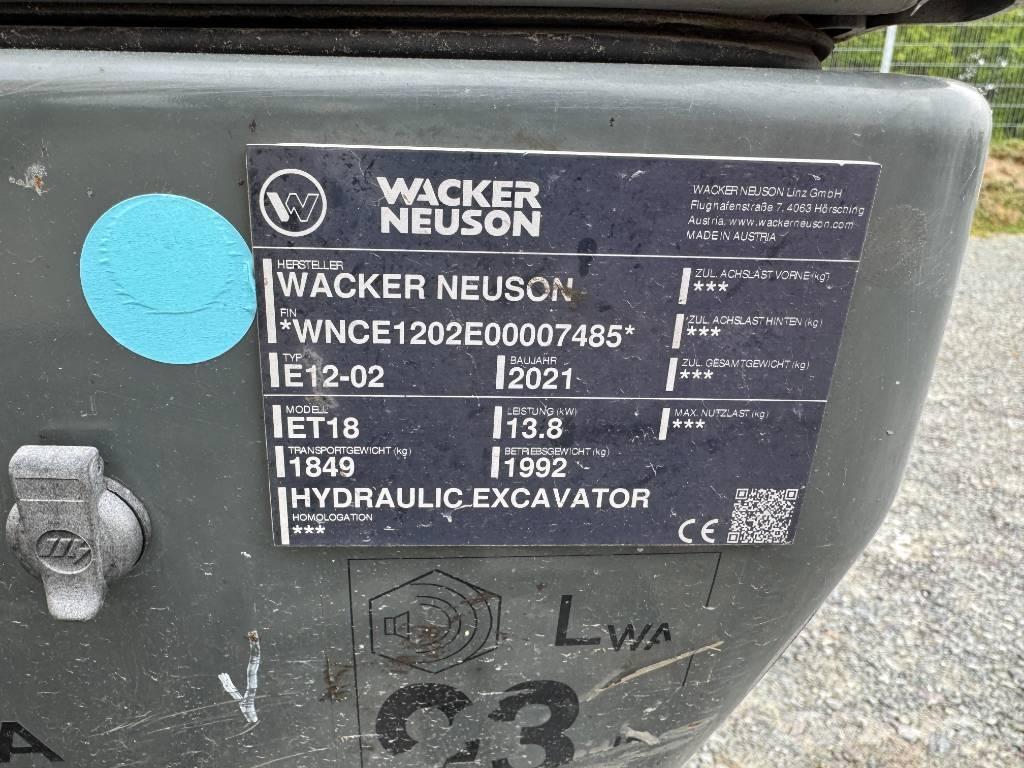 WACKER
NEUSON
WACKER NEUSON Linz GmbH
Flughafenstraße 7, 4063 Hörsching
Austria, www.wackerneuson.com
MADE IN AUSTRIA
HERSTELLER
WACKER NEUSON
ZUL. ACHSLAST VORNE (kg)
***
FIN
*WNCE1202E00007485*
ZUL. ACHSLAST HINTEN (kg)
***
TYP
E12-02
BAUJAHR
2021
ZUL. GESAMTGEWICHT (kg)
***
MODELL
ET18
LEISTUNG (kW)
13.8
MAX. NUTZLAST (kg)
***
TRANSPORTGEWICHT (kg)
1849
BETRIEBSGEWICHT (kg)
1992
HYDRAULIC EXCAVATOR
HOMOLOGATION
***
CE
LWA
93
A